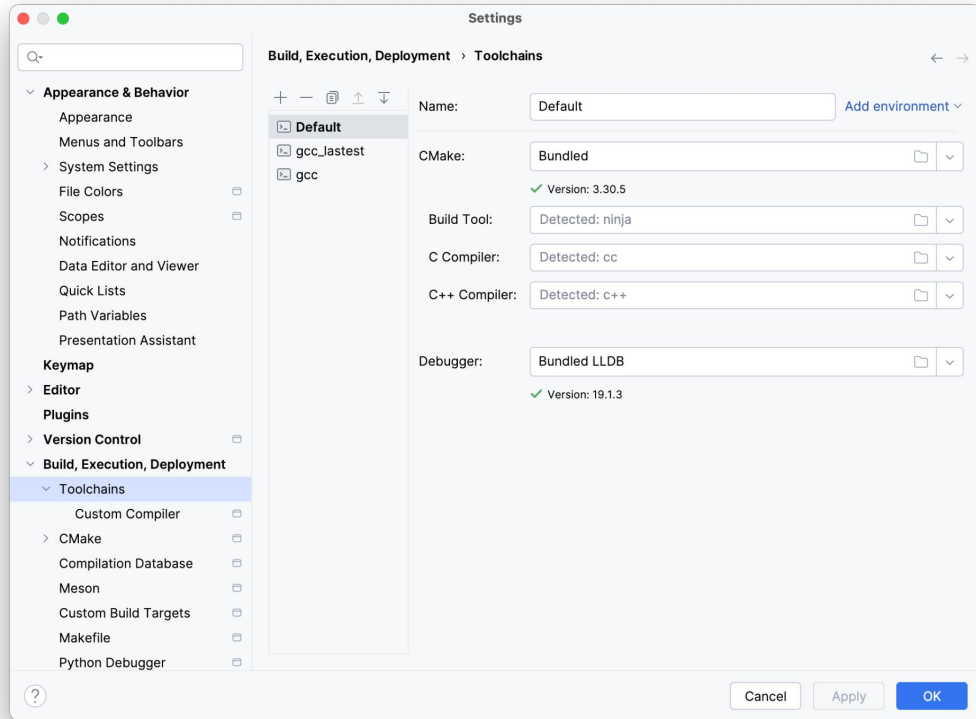 Settings
Build, Execution, Deployment › Toolchains
Appearance & Behavior
Appearance
Menus and Toolbars
System Settings
File Colors
Scopes
Notifications
Data Editor and Viewer
Quick Lists
Path Variables
Presentation Assistant
Keymap
Editor
Plugins
Version Control
Build, Execution, Deployment
Toolchains
Custom Compiler
CMake
Compilation Database
Meson
Custom Build Targets
Makefile
Python Debugger
Default
gcc_lastest
gcc
Name: Default Add environment
CMake: Bundled
Version: 3.30.5
Build Tool: Detected: ninja
C Compiler: Detected: cc
C++ Compiler: Detected: c++
Debugger: Bundled LLDB
Version: 19.1.3
? Cancel Apply OK